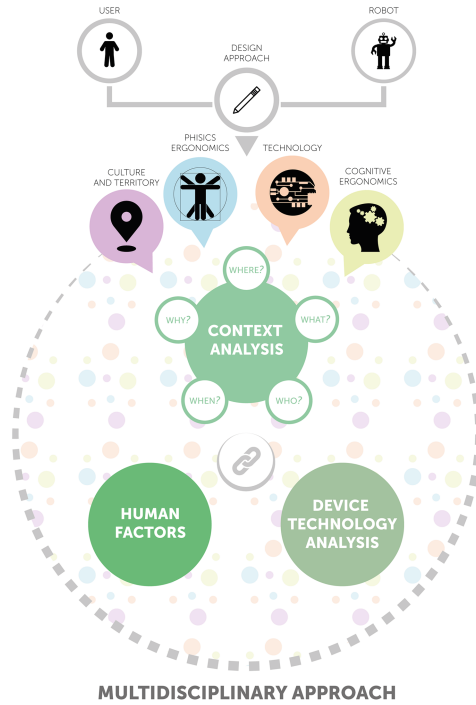 USER
ROBOT
DESIGN
APPROACH
PHISICS
ERGONOMICS
TECHNOLOGY
CULTURE
AND TERRITORY
COGNITIVE
ERGONOMICS
WHERE?
WHY?
WHAT?
CONTEXT
ANALYSIS
WHEN?
WHO?
HUMAN
FACTORS
DEVICE
TECHNOLOGY
ANALYSIS
MULTIDISCIPLINARY APPROACH